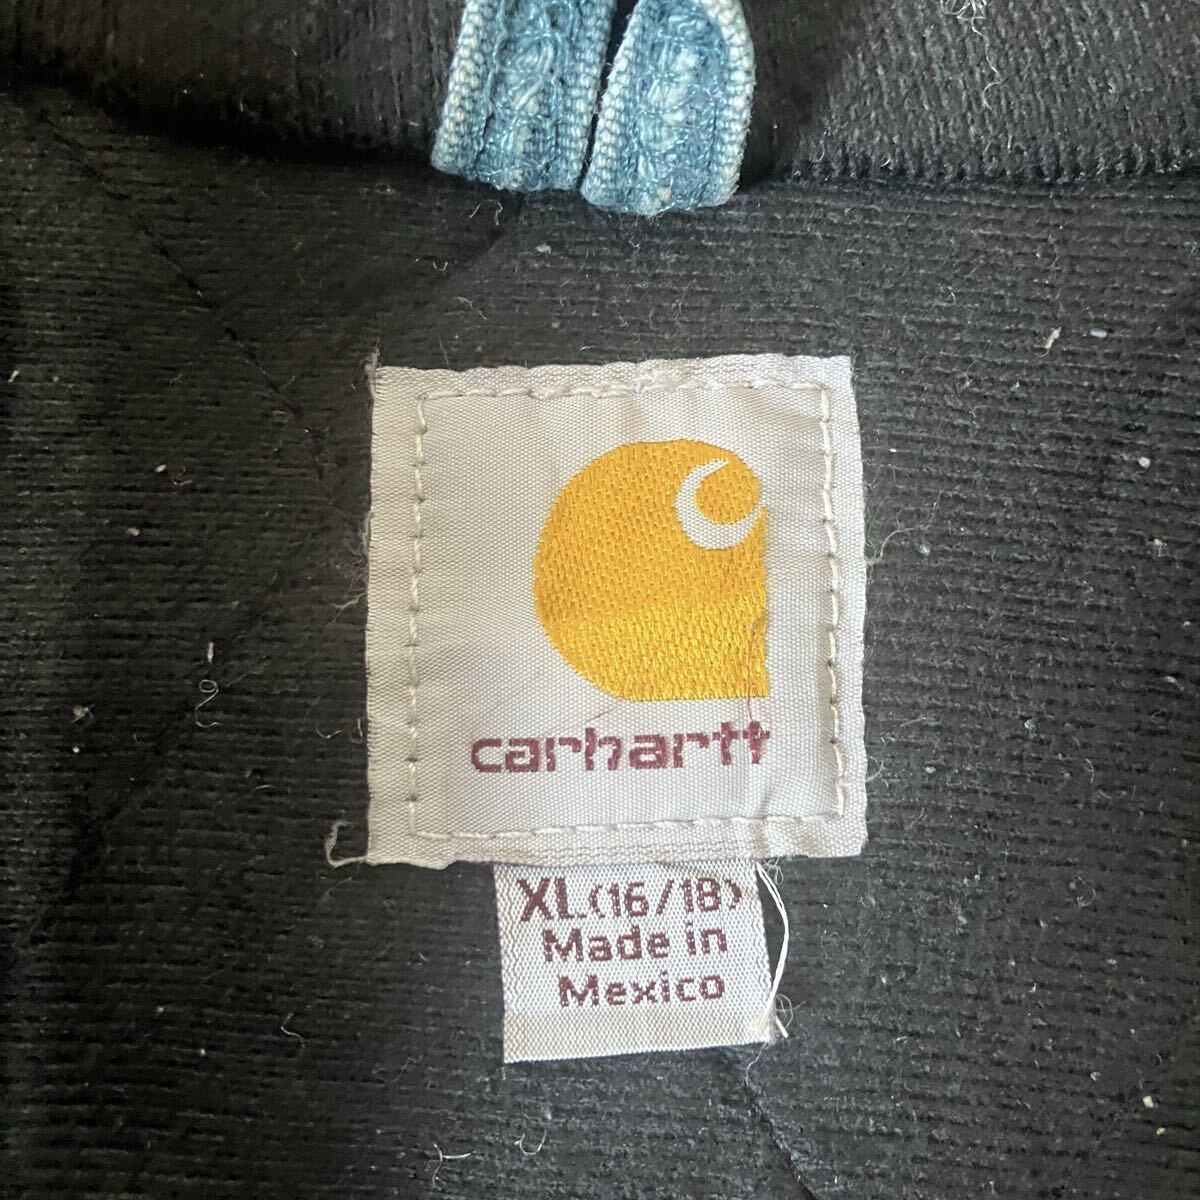 carhartt
XL(16/18)
Made in
Mexico